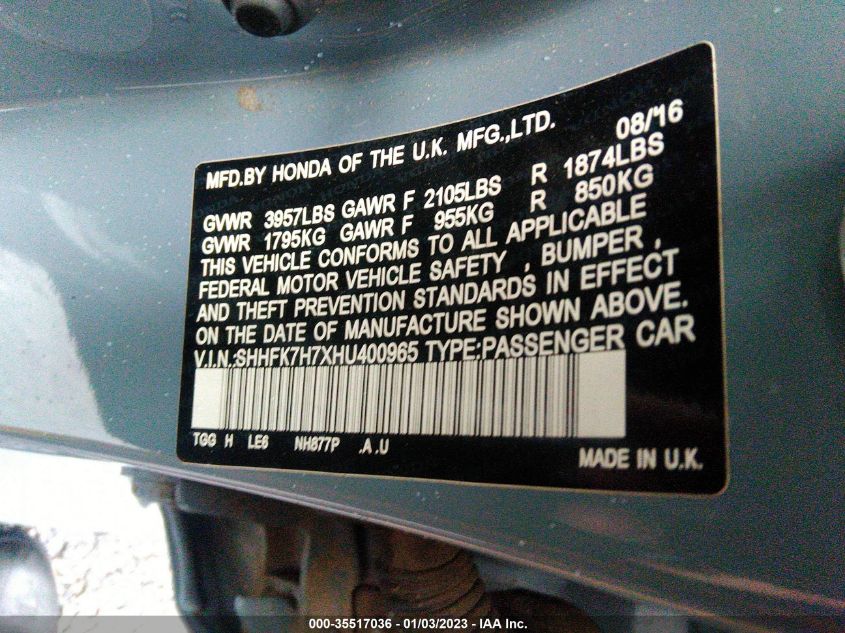 MFD.BY HONDA OF THE U.K. MFG.,LTD. 08/'16
GVWR 3957LBS GAWR F 2105LBS R 1874LBS
GVWR 1795KG GAWR F 955KG R 850KG
THIS VEHICLE CONFORMS TO ALL APPLICABLE
FEDERAL MOTOR VEHICLE SAFETY , BUMPER ,
AND THEFT PREVENTION STANDARDS IN EFFECT
ON THE DATE OF MANUFACTURE SHOWN ABOVE.
V.I.N.:SHHFK7H7XHU400965 TYPE:PASSENGER CAR
TGG H LE6 NH877P .A .U
MADE IN U.K.
000-35517036 - 01/03/2023 - IAA Inc.